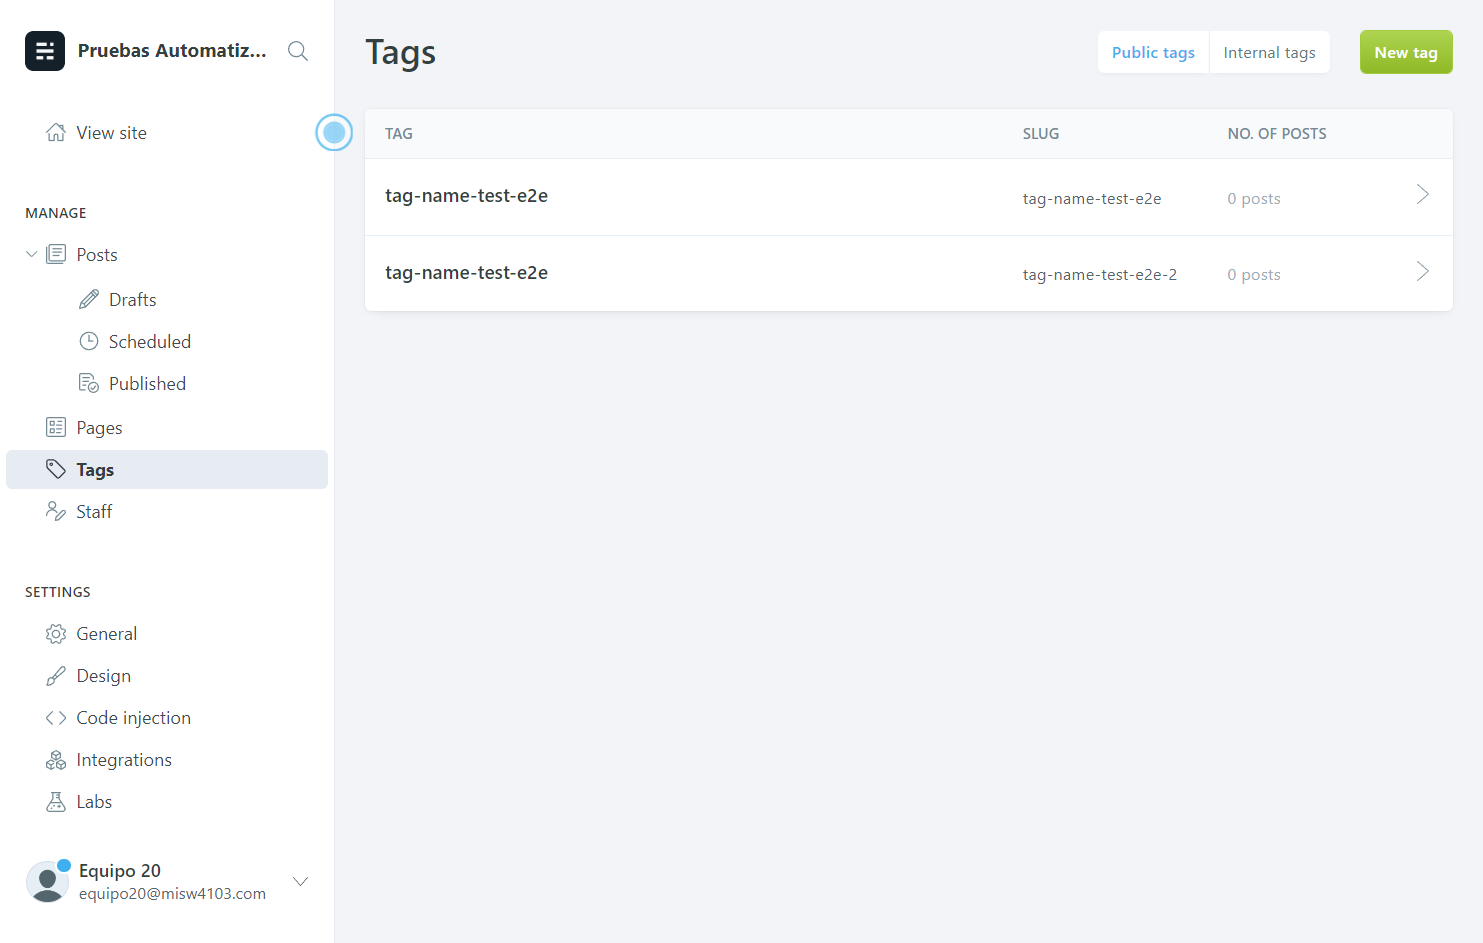 Pruebas Automatiz...
View site
MANAGE
Posts
Drafts
Scheduled
Published
Pages
Tags
Staff
SETTINGS
General
Design
Code injection
Integrations
Labs
Equipo 20
equipo20@misw4103.com
Tags
Public tags Internal tags New tag
TAG SLUG NO. OF POSTS
tag-name-test-e2e tag-name-test-e2e 0 posts
tag-name-test-e2e tag-name-test-e2e-2 0 posts